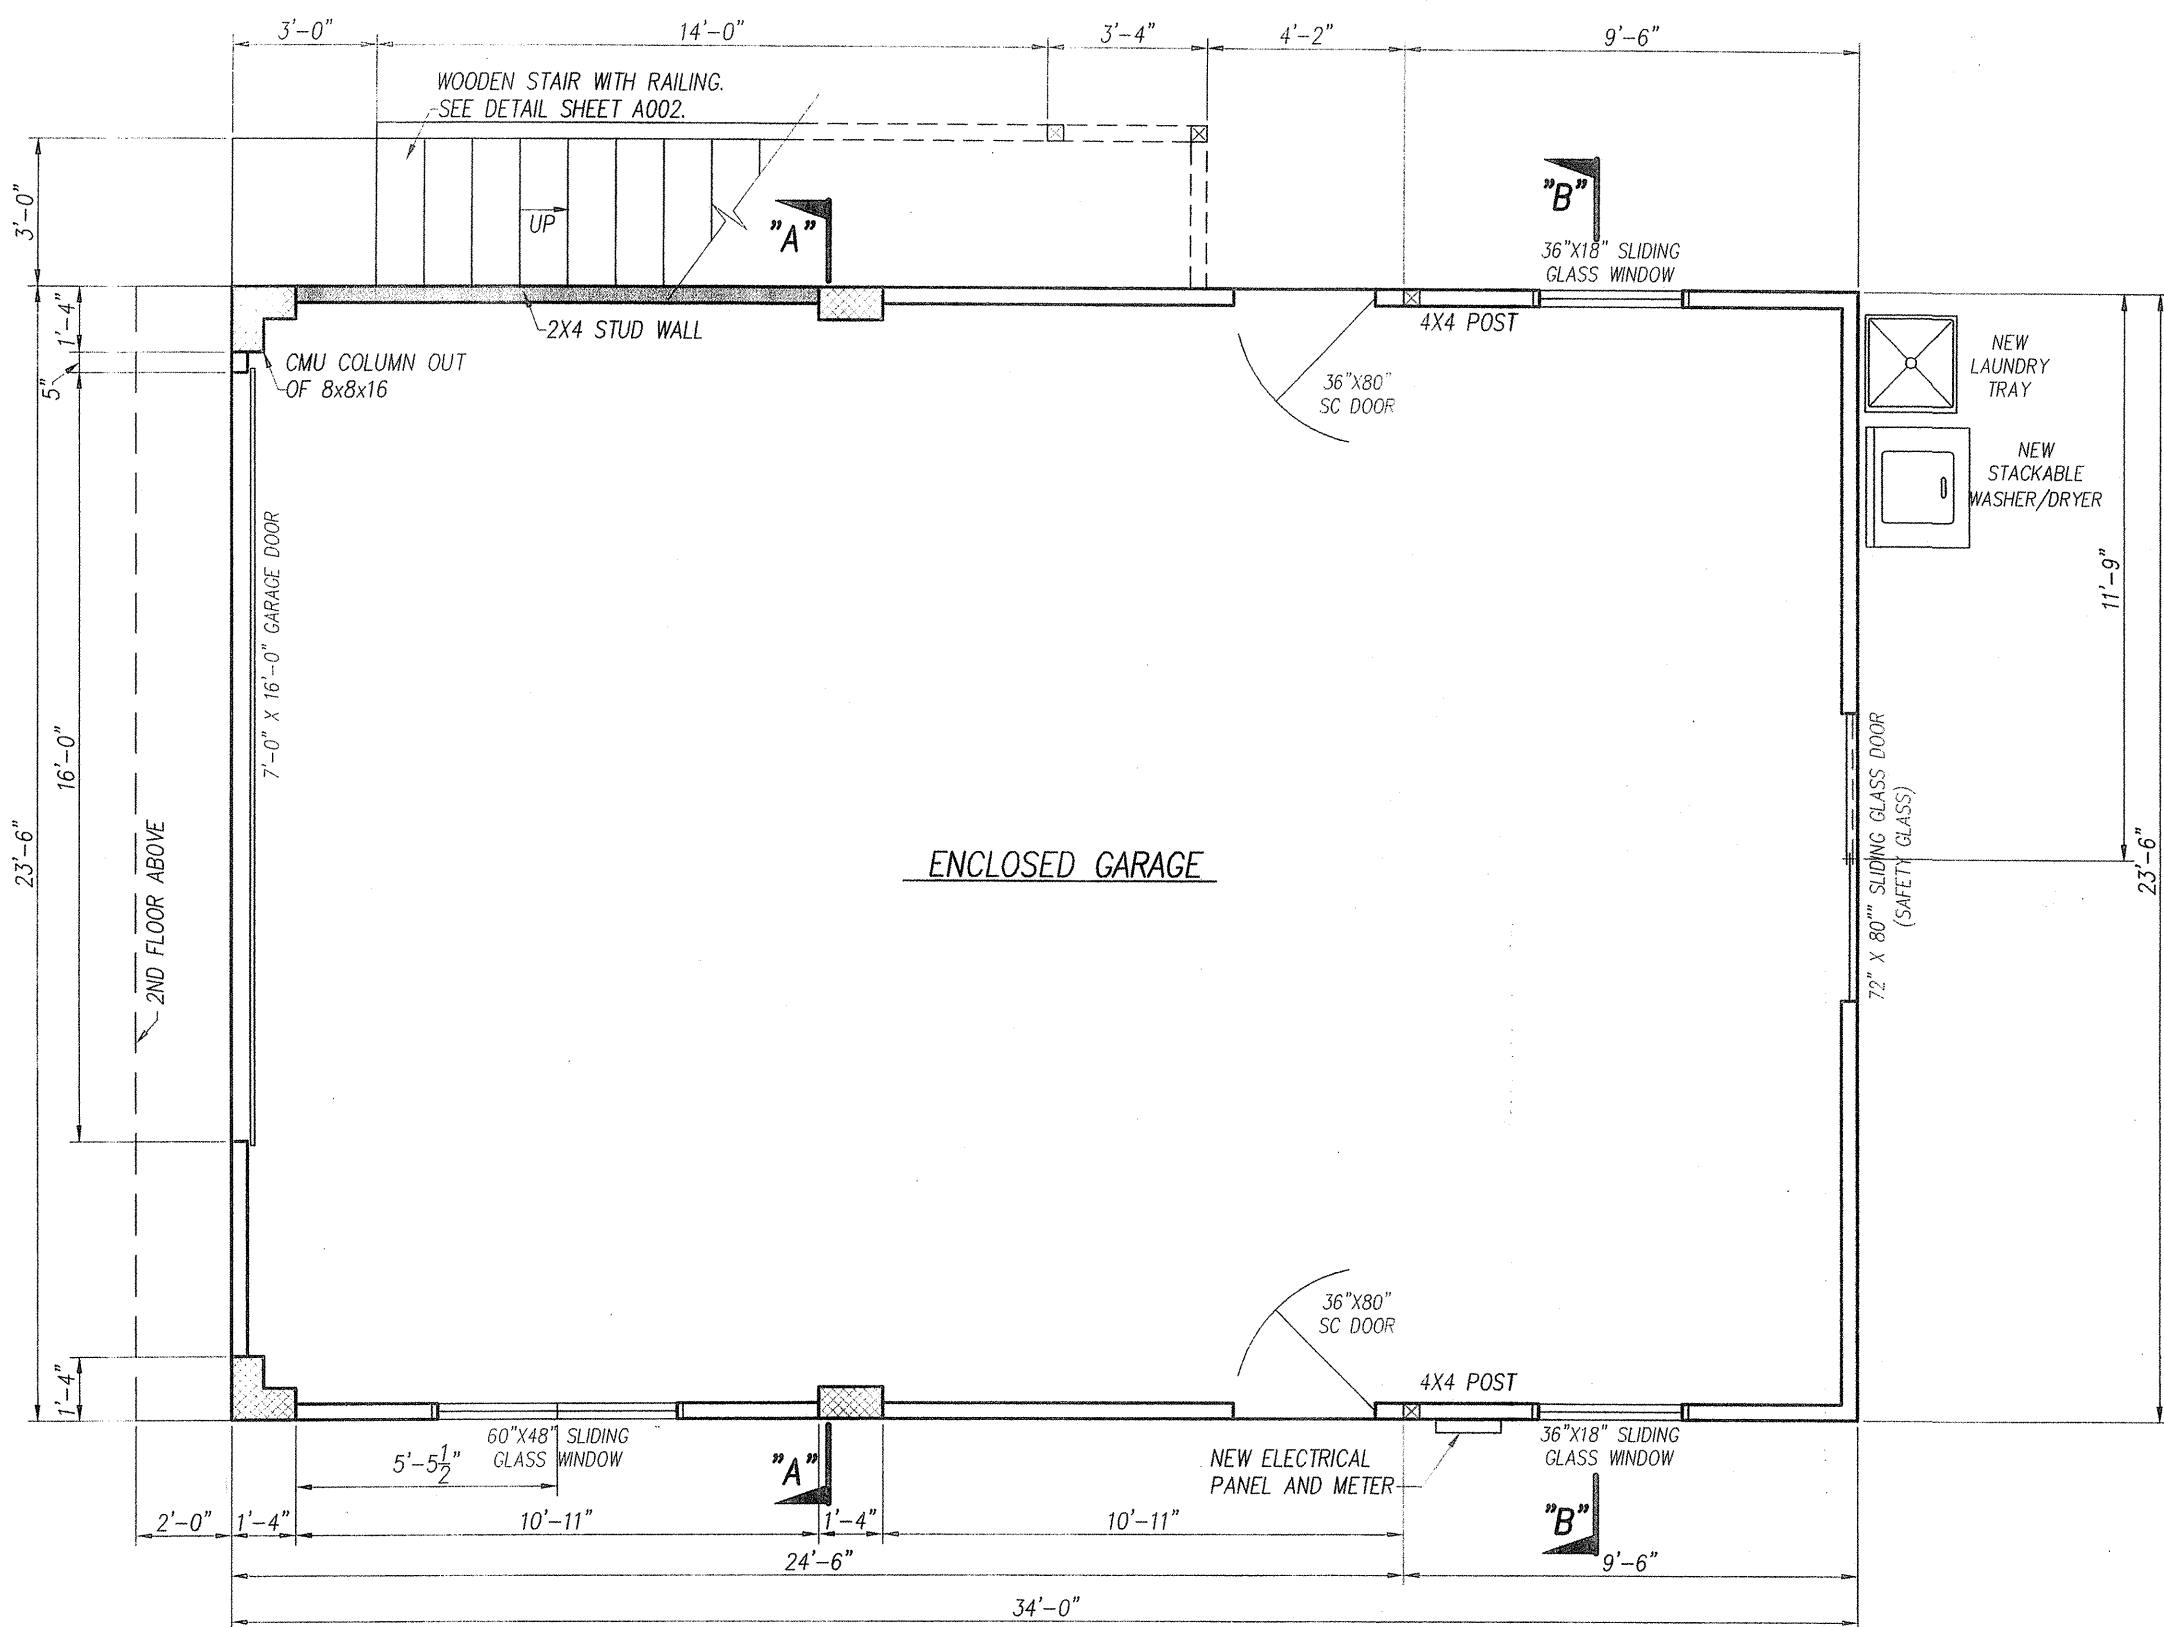 3'-0"
14'-0"
3'-4"
4'-2"
9'-6"
WOODEN STAIR WITH RAILING.
SEE DETAIL SHEET A002.
3'-0"
UP
"A"
"B"
36"X18" SLIDING
GLASS WINDOW
1'-4"
5"
2X4 STUD WALL
4X4 POST
CMU COLUMN OUT
OF 8x8x16
36"X80"
SC DOOR
NEW
LAUNDRY
TRAY
NEW
STACKABLE
WASHER/DRYER
11'-9"
7'-0" X 16'-0" GARAGE DOOR
16'-0"
23'-6"
2ND FLOOR ABOVE
ENCLOSED GARAGE
72" X 80"" SLIDING GLASS DOOR
(SAFETY GLASS)
23'-6"
36"X80"
SC DOOR
1'-4"
4X4 POST
60"X48" SLIDING
GLASS WINDOW
5'-5 1/2"
"A"
NEW ELECTRICAL
PANEL AND METER
36"X18" SLIDING
GLASS WINDOW
"B"
2'-0"
1'-4"
10'-11"
1'-4"
10'-11"
24'-6"
9'-6"
34'-0"